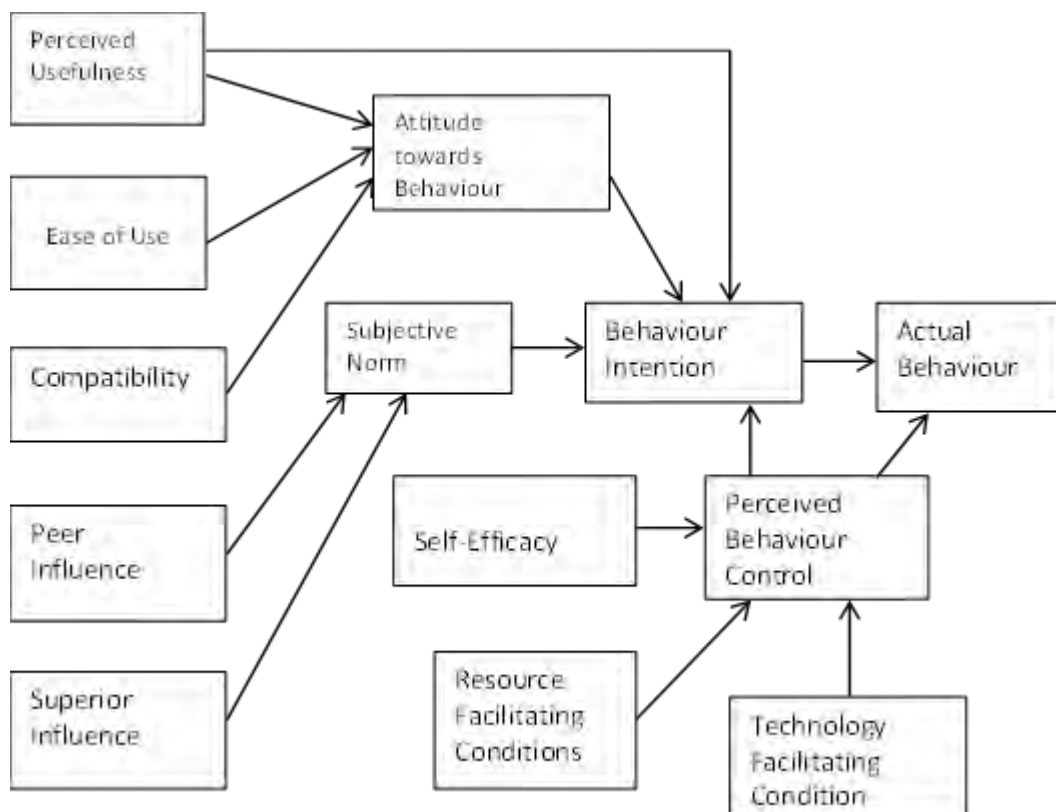 Perceived
Usefulness
Attitude
towards
Behaviour
Ease of Use
Subjective
Norm
Behaviour
Intention
Actual
Behaviour
Compatibility
Self-Efficacy
Perceived
Behaviour
Control
Peer
Influence
Superior
Influence
Resource
Facilitating
Conditions
Technology
Facilitating
Condition